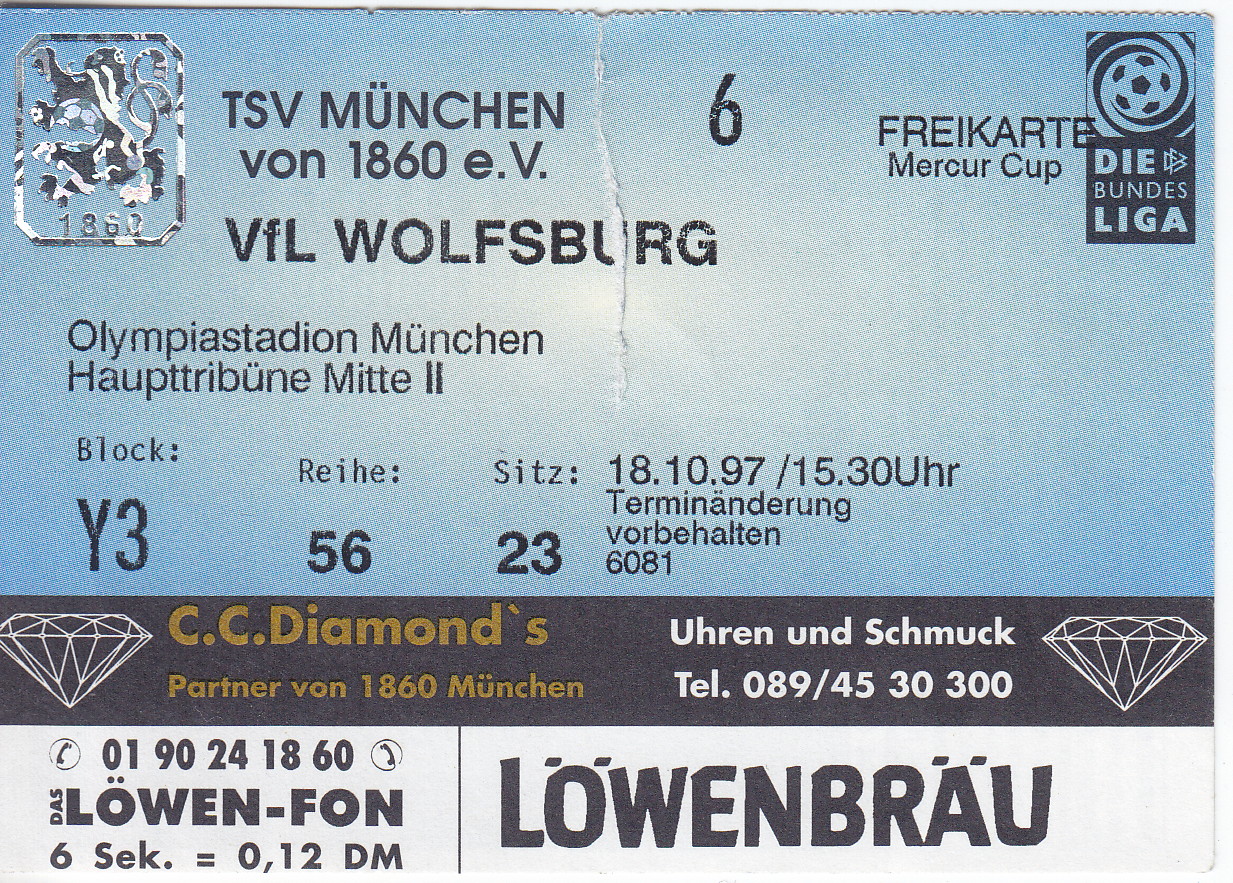 1860
TSV MÜNCHEN
von 1860 e.V.
VfL WOLFSBURG
6
FREIKARTE
Mercur Cup
DIE
BUNDES
LIGA
Olympiastadion München
Haupttribüne Mitte II
Block:
Y3
Reihe:
56
Sitz:
23
18.10.97 /15.30Uhr
Terminänderung
vorbehalten
6081
C.C.Diamond`s
Partner von 1860 München
Uhren und Schmuck
Tel. 089/45 30 300
01 90 24 18 60
DAS LÖWEN-FON
6 Sek. = 0,12 DM
LÖWENBRÄU